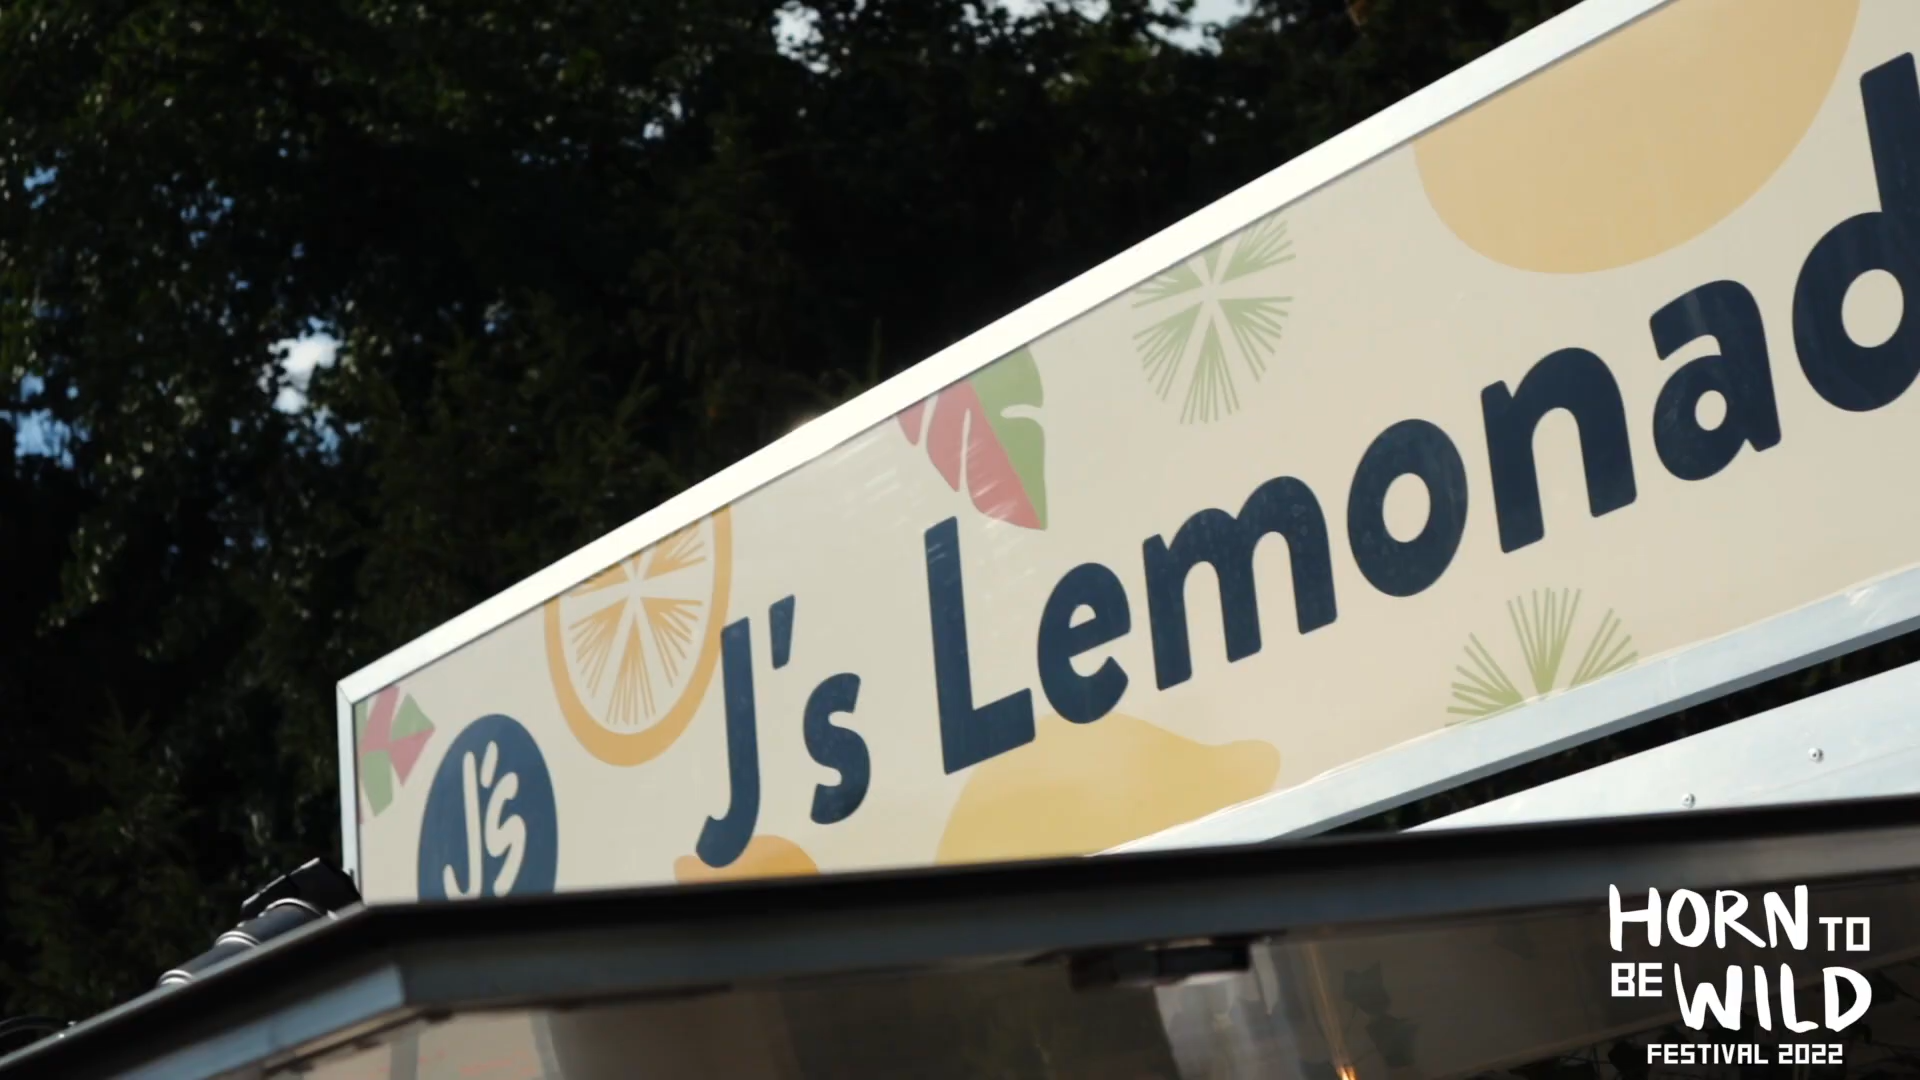 J's Lemonad
J's
HORN TO
BE WILD
FESTIVAL 2022